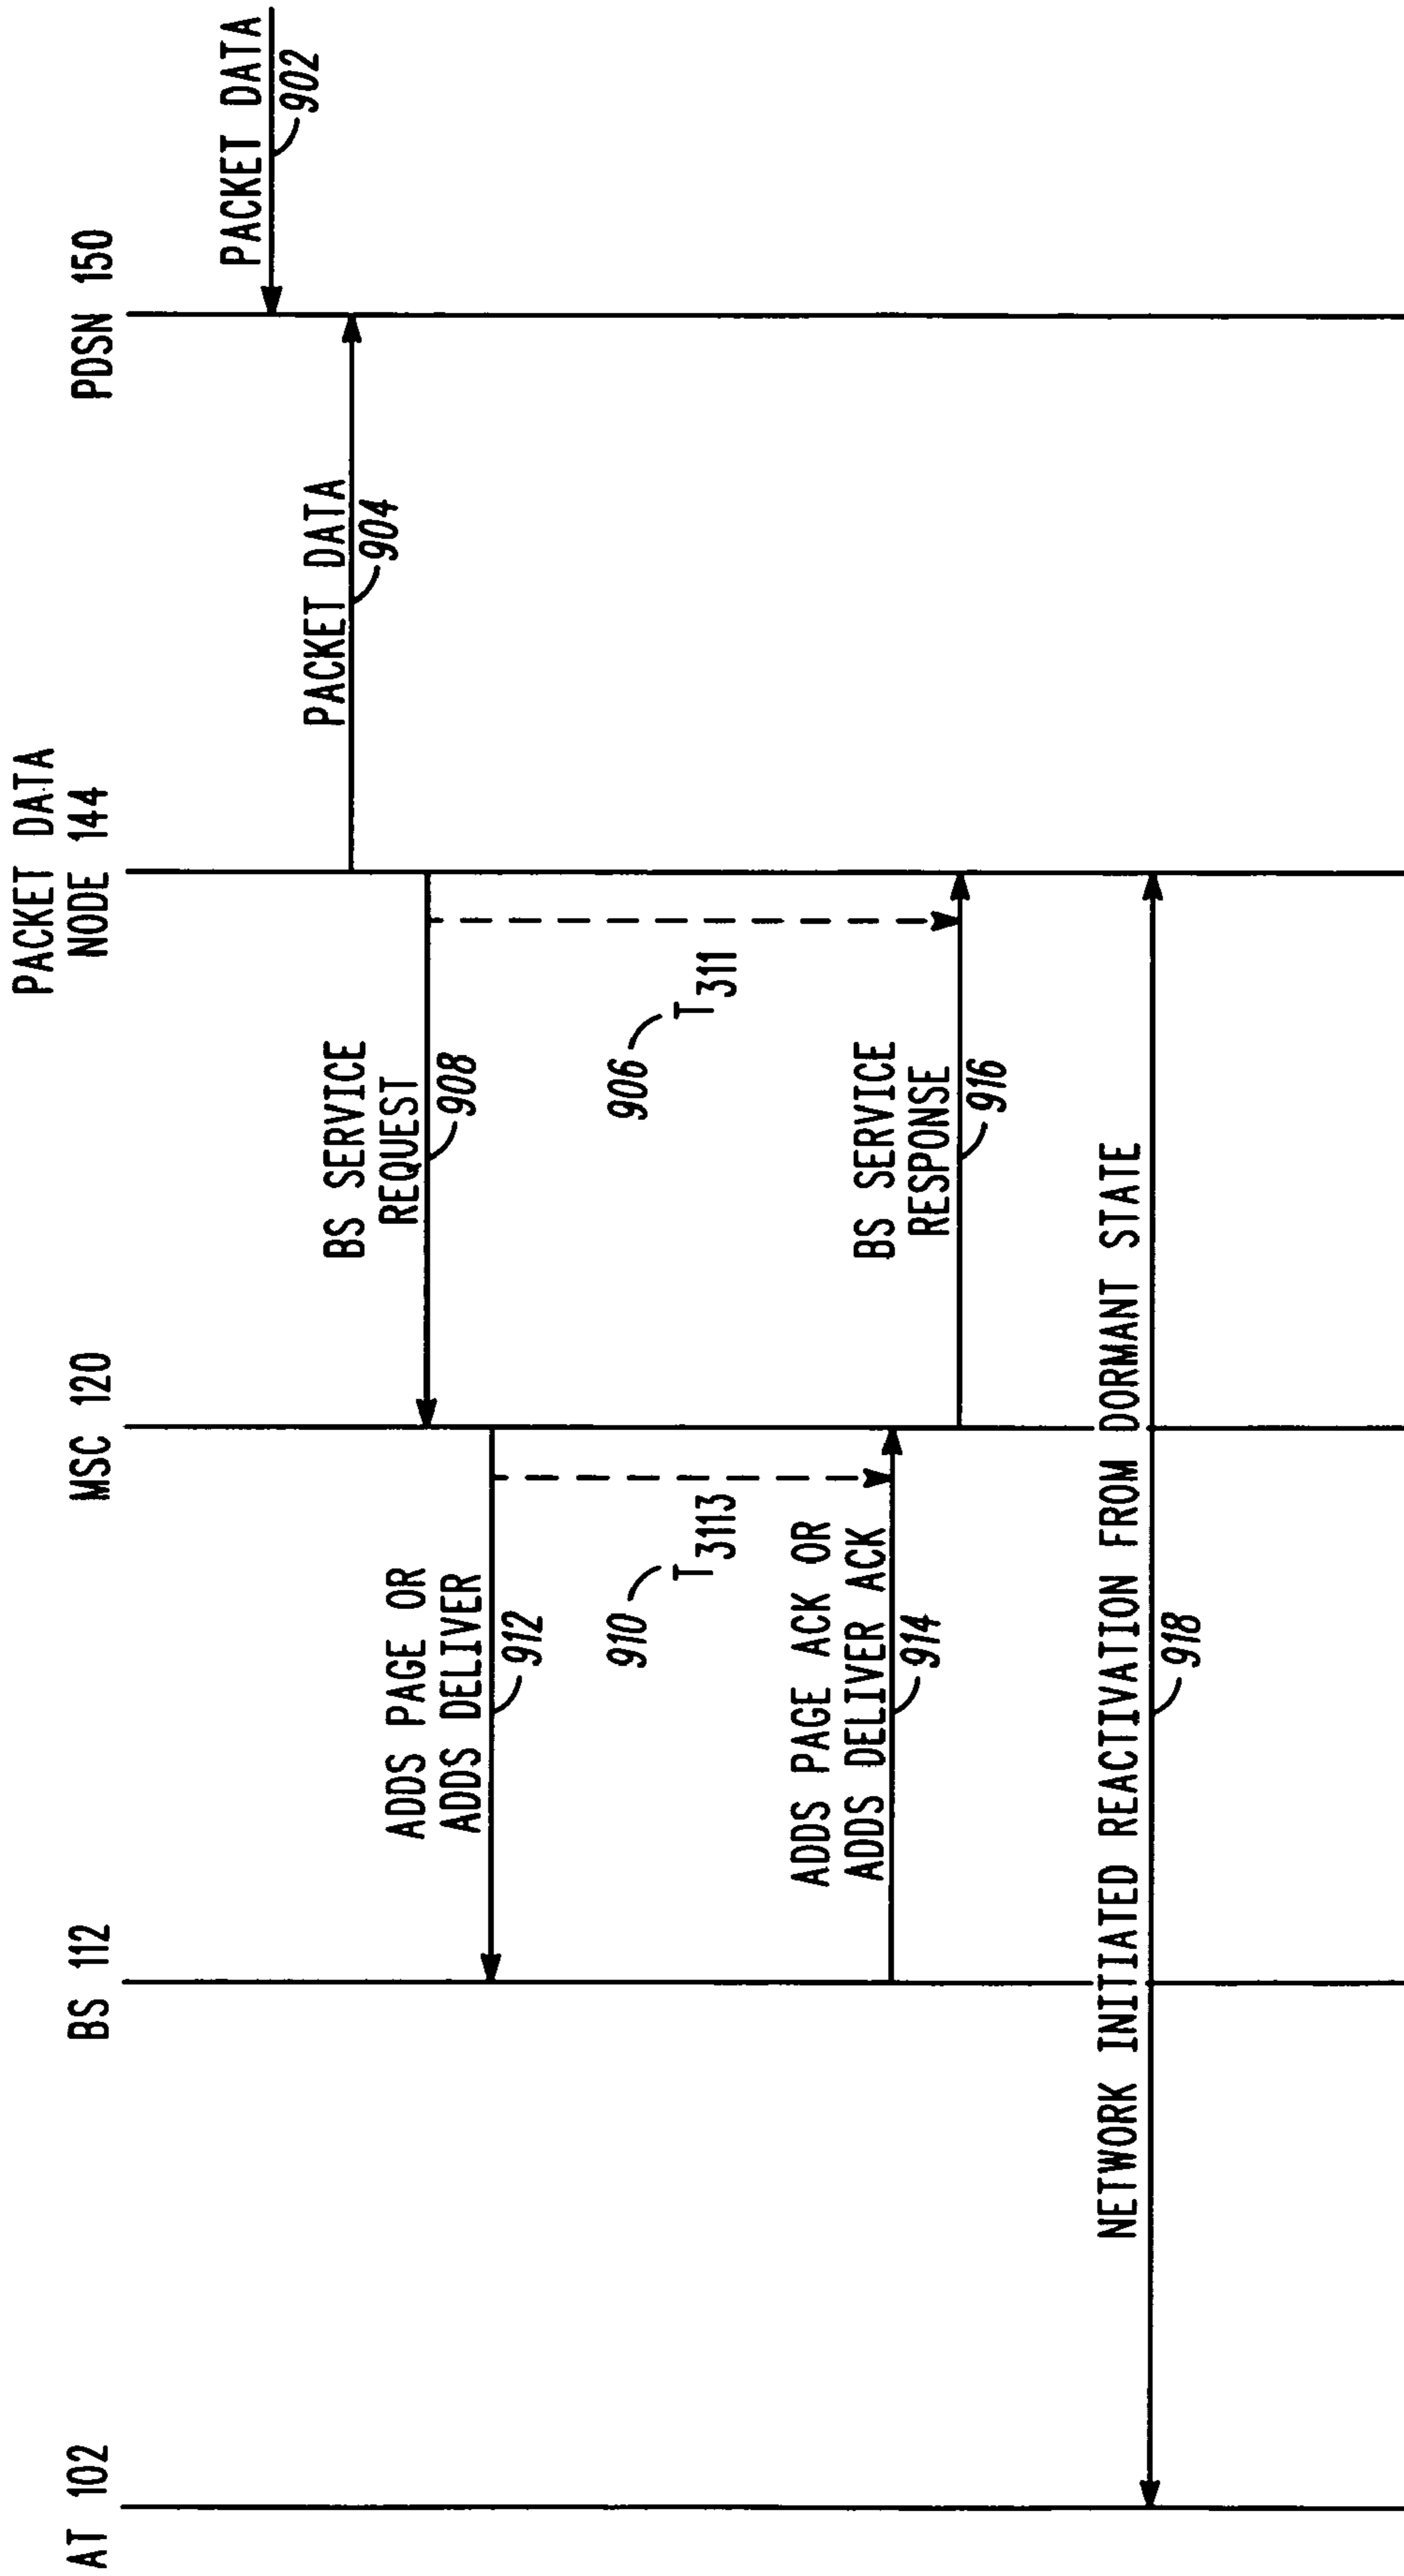 AT 102
BS 112
MSC 120
PACKET DATA
NODE 144
PDSN 150
PACKET DATA
902
PACKET DATA
904
BS SERVICE
REQUEST
908
ADDS PAGE OR
ADDS DELIVER
912
906
T311
910
T3113
ADDS PAGE ACK OR
ADDS DELIVER ACK
914
BS SERVICE
RESPONSE
916
NETWORK INITIATED REACTIVATION FROM DORMANT STATE
918